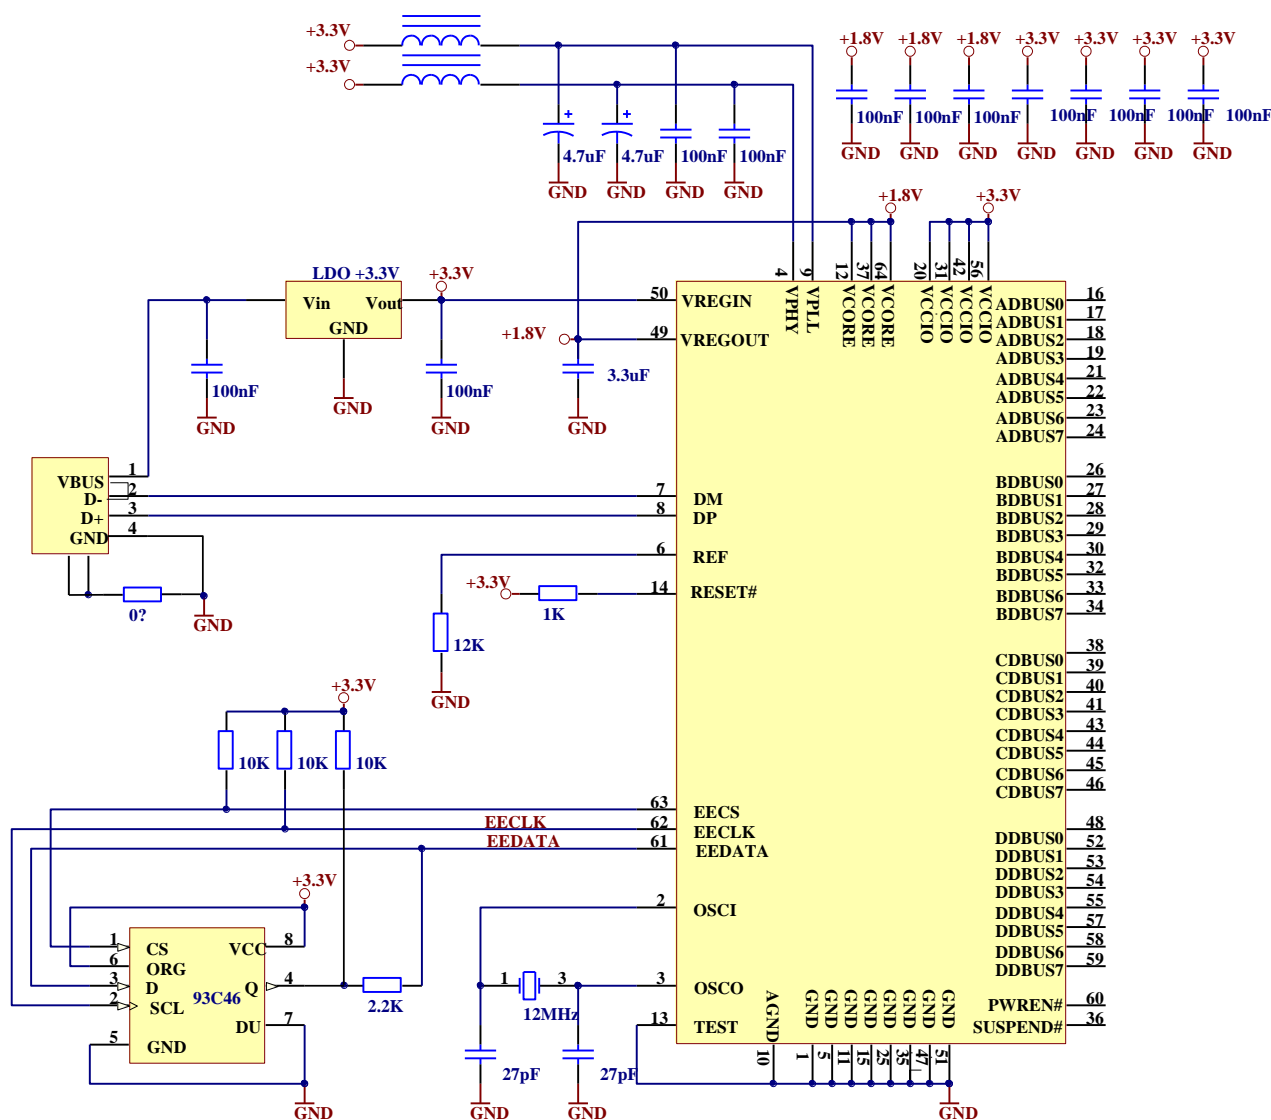 +3.3V
+3.3V
4.7uF
4.7uF
100nF
100nF
GND
GND
GND
GND
+1.8V
+1.8V
+1.8V
+3.3V
+3.3V
+3.3V
+3.3V
100nF
100nF
100nF
100nF
100nF
100nF
100nF
GND
GND
GND
GND
GND
GND
GND
+1.8V
+3.3V
4
9
12
37
64
20
31
42
56
VPHY
VPLL
VCORE
VCORE
VCORE
VCCIO
VCCIO
VCCIO
VCCIO
LDO +3.3V
Vin
Vout
GND
+3.3V
100nF
GND
GND
100nF
GND
+1.8V
3.3uF
GND
50
VREGIN
49
VREGOUT
VBUS
D-
D+
GND
1
2
3
4
0?
GND
7
DM
8
DP
6
REF
14
RESET#
+3.3V
1K
12K
GND
+3.3V
10K
10K
10K
63
EECS
EECLK
62
EECLK
EEDATA
61
EEDATA
+3.3V
1
CS
6
ORG
3
D
2
SCL
5
GND
93C46
VCC
8
Q
4
DU
7
2.2K
GND
2
OSCI
3
OSCO
13
TEST
1
3
12MHz
27pF
27pF
GND
GND
AGND
GND
GND
GND
GND
GND
GND
GND
GND
10
1
5
11
15
25
35
47
51
GND
ADBUS0
16
ADBUS1
17
ADBUS2
18
ADBUS3
19
ADBUS4
21
ADBUS5
22
ADBUS6
23
ADBUS7
24
BDBUS0
26
BDBUS1
27
BDBUS2
28
BDBUS3
29
BDBUS4
30
BDBUS5
32
BDBUS6
33
BDBUS7
34
CDBUS0
38
CDBUS1
39
CDBUS2
40
CDBUS3
41
CDBUS4
43
CDBUS5
44
CDBUS6
45
CDBUS7
46
DDBUS0
48
DDBUS1
52
DDBUS2
53
DDBUS3
54
DDBUS4
55
DDBUS5
57
DDBUS6
58
DDBUS7
59
PWREN#
60
SUSPEND#
36